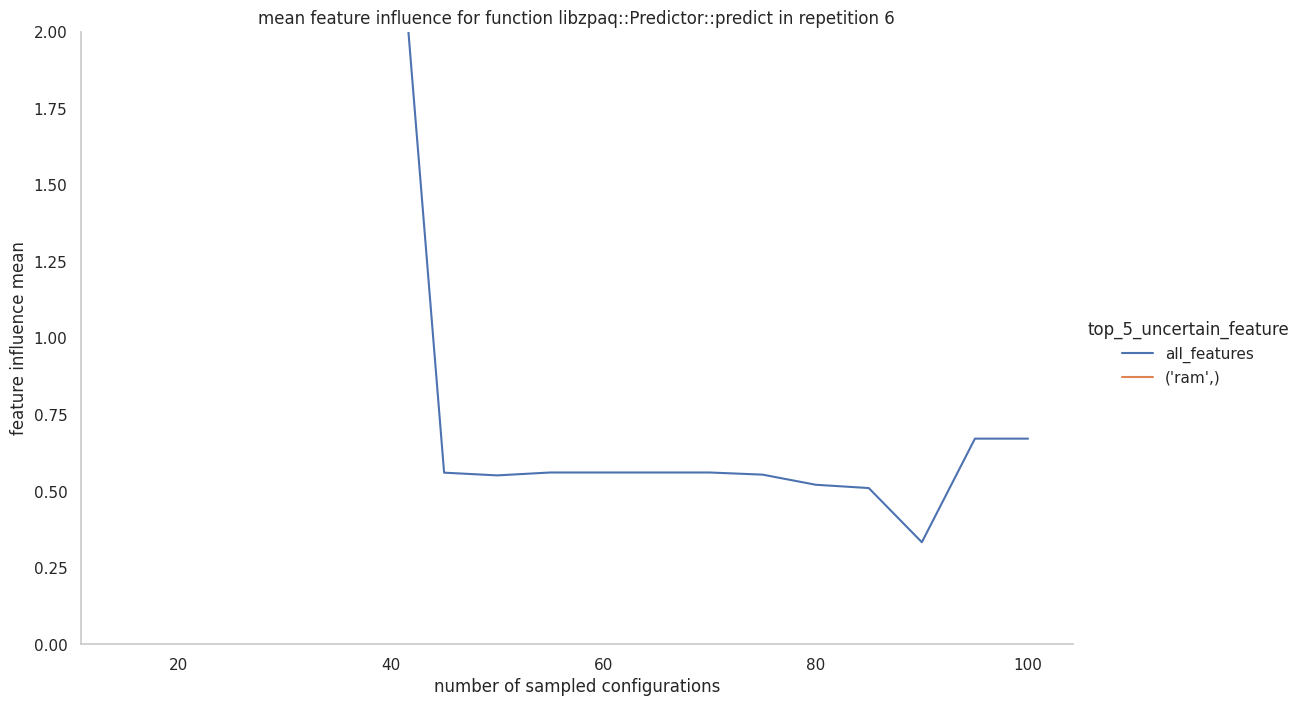 mean feature influence for function libzpaq::Predictor::predict in repetition 6
2.00
1.75
1.50
1.25
1.00
0.75
0.50
0.25
0.00
feature influence mean
20 40 60 80 100
number of sampled configurations
top_5_uncertain_feature
all_features
('ram',)